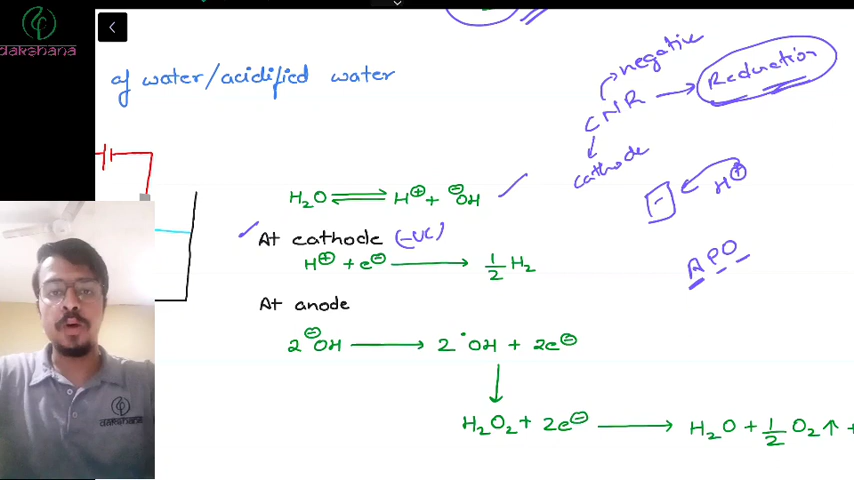 dakshana
of water/acidified water
negative
CNR → Reduction
cathode
H₂O ⇌ H⊕ + ⊖OH
- H⊕
At cathode (-ve)
H⊕ + e⊖ → 1/2 H₂
APO
At anode
2 ⊖OH → 2 •OH + 2e⊖
H₂O₂ + 2e⊖ → H₂O + 1/2 O₂↑ +
dakshana